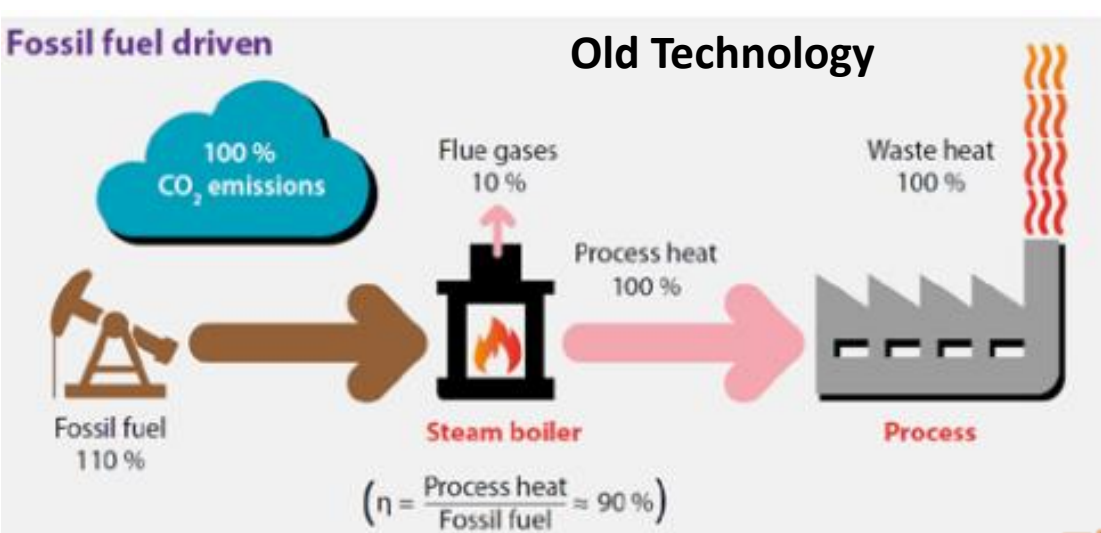 Fossil fuel driven
Old Technology
100 %
CO₂ emissions
Flue gases
10 %
Waste heat
100 %
Process heat
100 %
Fossil fuel
110 %
Steam boiler
Process
(η = Process heat / Fossil fuel ≈ 90 %)